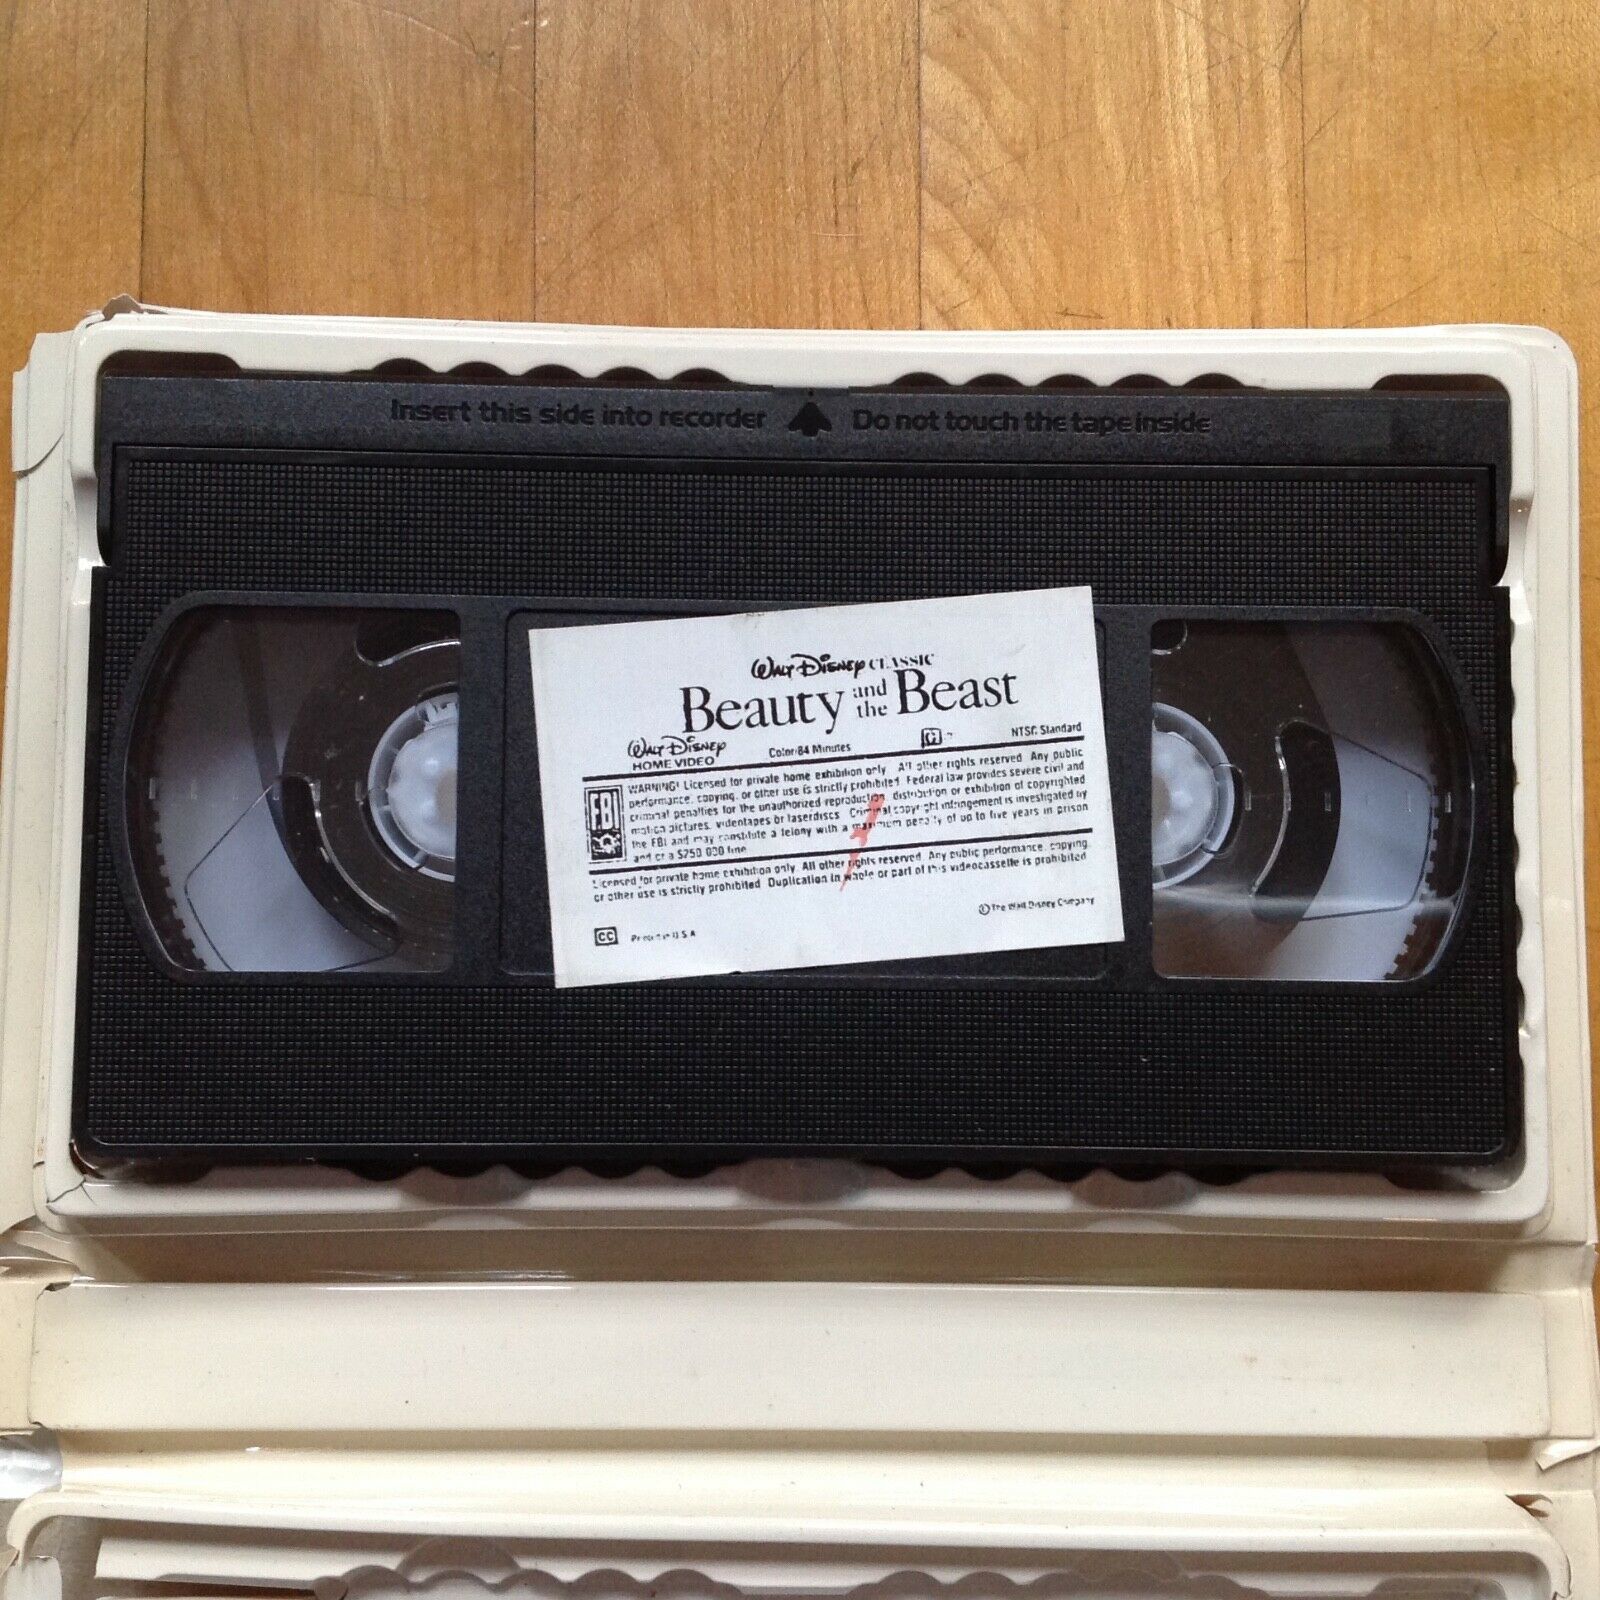 Insert this side into recorder Do not touch the tape inside
WALT DISNEY CLASSIC
Beauty and the Beast
WALT DISNEY
HOME VIDEO
Color/84 Minutes
G
NTSC Standard
FBI
WARNING! Licensed for private home exhibition only. All other rights reserved. Any public
performance, copying, or other use is strictly prohibited. Federal law provides severe civil and
criminal penalties for the unauthorized reproduction, distribution or exhibition of copyrighted
motion pictures, videotapes or laserdiscs. Criminal copyright infringement is investigated by
the FBI and may constitute a felony with a maximum penalty of up to five years in prison
and or a $250 000 fine
Licensed for private home exhibition only. All other rights reserved. Any public performance, copying,
or other use is strictly prohibited. Duplication in whole or part of this videocassette is prohibited
© The Walt Disney Company
CC
Printed in U.S.A